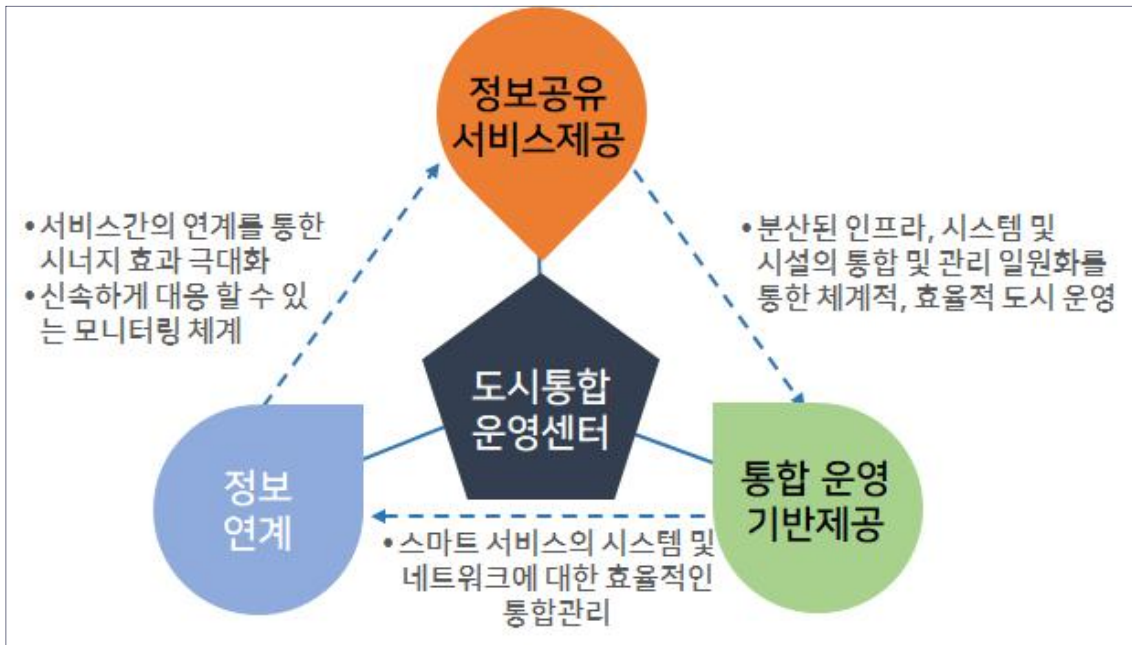 정보공유
서비스제공
•서비스간의 연계를 통한
시너지 효과 극대화
•신속하게 대응 할 수 있
는 모니터링 체계
•분산된 인프라, 시스템 및
시설의 통합 및 관리 일원화를
통한 체계적, 효율적 도시 운영
도시통합
운영센터
정보
연계
통합 운영
기반제공
•스마트 서비스의 시스템 및
네트워크에 대한 효율적인
통합관리